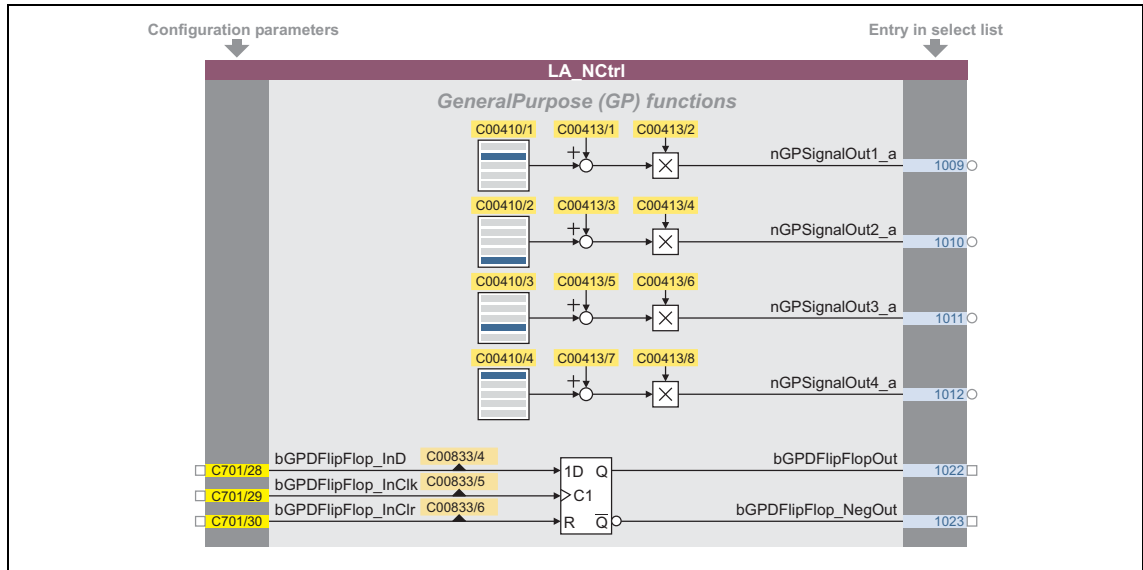 Configuration parameters
Entry in select list
LA_NCtrl
GeneralPurpose (GP) functions
C00410/1 C00413/1 C00413/2
+
×
nGPSignalOut1_a
1009
C00410/2 C00413/3 C00413/4
+
×
nGPSignalOut2_a
1010
C00410/3 C00413/5 C00413/6
+
×
nGPSignalOut3_a
1011
C00410/4 C00413/7 C00413/8
+
×
nGPSignalOut4_a
1012
C701/28 bGPDFlipFlop_InD C00833/4 1D Q bGPDFlipFlopOut 1022
C701/29 bGPDFlipFlop_InClk C00833/5 C1
C701/30 bGPDFlipFlop_InClr C00833/6 R Q̅ bGPDFlipFlop_NegOut 1023